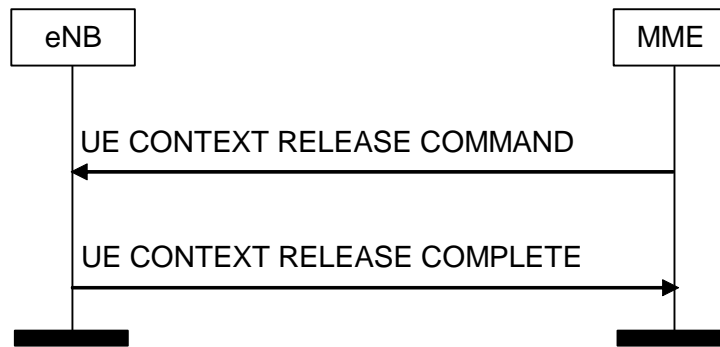 eNB
MME
UE CONTEXT RELEASE COMMAND
UE CONTEXT RELEASE COMPLETE